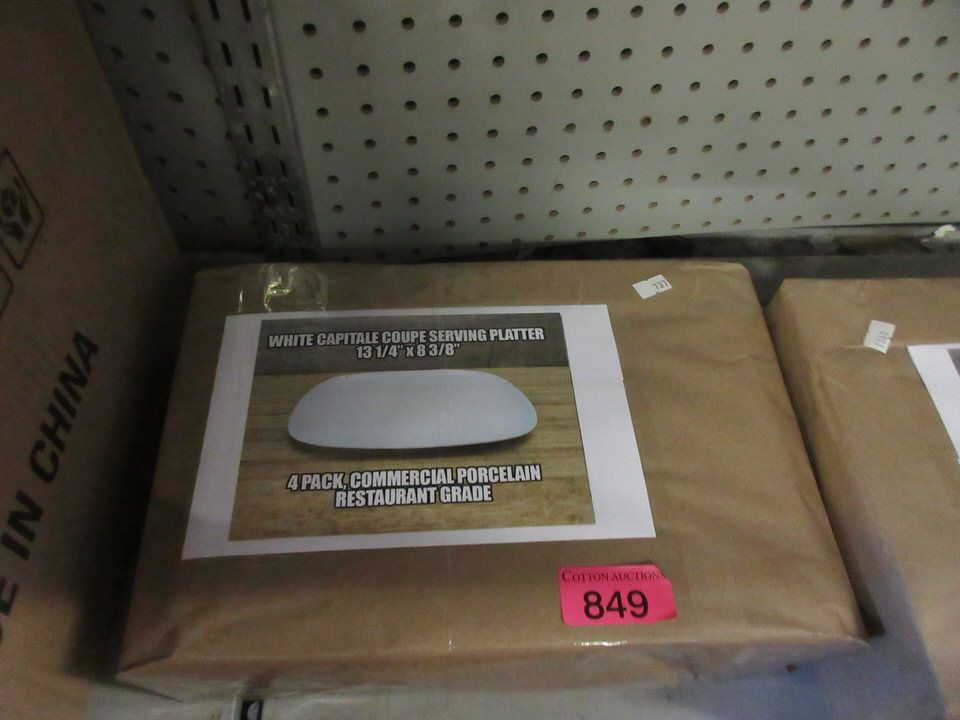 737
WHITE CAPITALE COUPE SERVING PLATTER
13 1/4" x 8 3/8"
4 PACK, COMMERCIAL PORCELAIN
RESTAURANT GRADE
COTTON AUCTIONS
849
IN CHINA